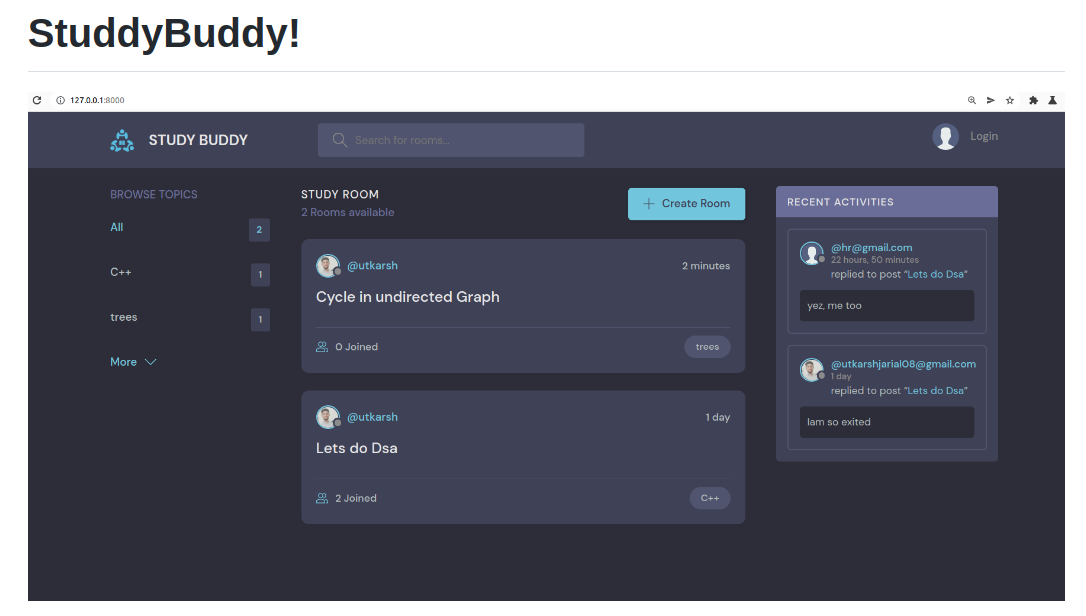 StuddyBuddy!
127.0.0.1:8000
STUDY BUDDY
Search for rooms...
Login
BROWSE TOPICS
All
2
C++
1
trees
1
More
STUDY ROOM
2 Rooms available
Create Room
@utkarsh
2 minutes
Cycle in undirected Graph
0 Joined
trees
@utkarsh
1 day
Lets do Dsa
2 Joined
C++
RECENT ACTIVITIES
@hr@gmail.com
22 hours, 50 minutes
replied to post “Lets do Dsa”
yez, me too
@utkarshjarial08@gmail.com
1 day
replied to post “Lets do Dsa”
Iam so exited